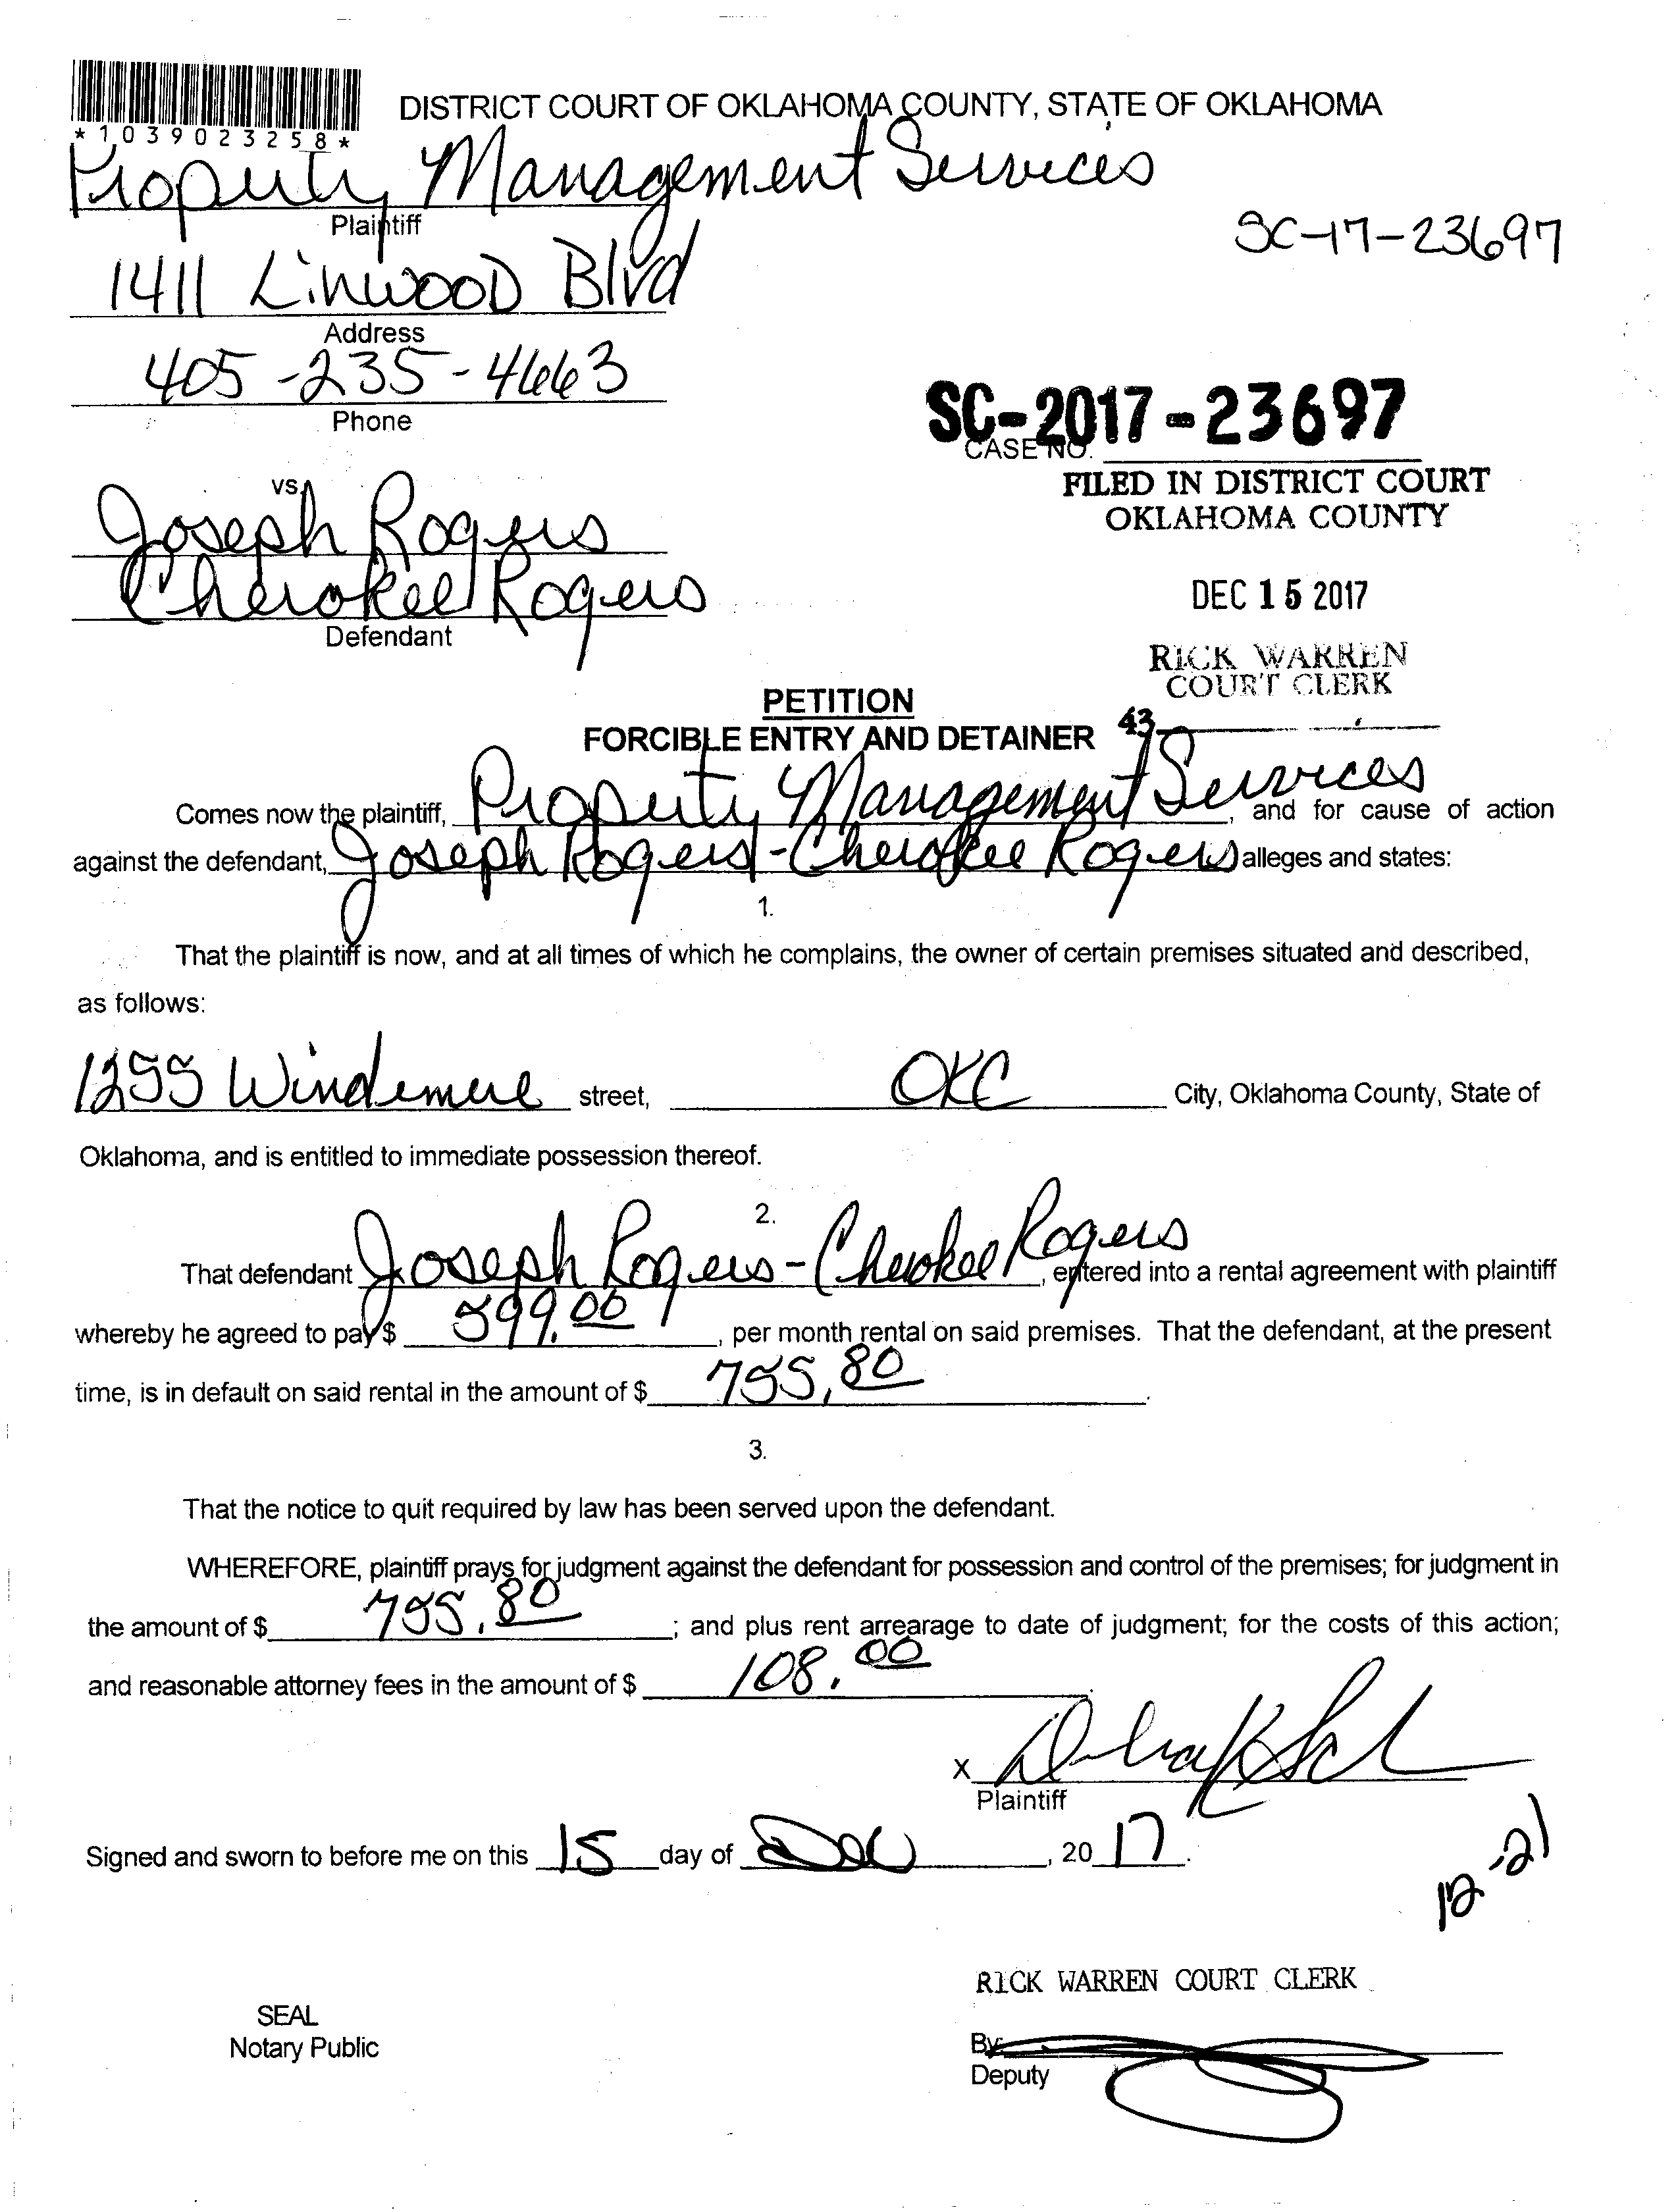 DISTRICT COURT OF OKLAHOMA COUNTY, STATE OF OKLAHOMA
*1039023258*
Property Management Services
Plaintiff
SC-17-23697
1411 Linwood Blvd
Address
405-235-4663
Phone
SC-2017-23697
CASE NO.
FILED IN DISTRICT COURT
OKLAHOMA COUNTY
vs.
Joseph Rogers
Cherokee Rogers
Defendant
DEC 15 2017
RICK WARREN
COURT CLERK
43
PETITION
FORCIBLE ENTRY AND DETAINER
Comes now the plaintiff, Property Management Services, and for cause of action
against the defendant, Joseph Rogers - Cherokee Rogers alleges and states:
1.
That the plaintiff is now, and at all times of which he complains, the owner of certain premises situated and described,
as follows:
1255 Windemere street, OKC City, Oklahoma County, State of
Oklahoma, and is entitled to immediate possession thereof.
2.
That defendant Joseph Rogers - Cherokee Rogers, entered into a rental agreement with plaintiff
whereby he agreed to pay $ 599.00, per month rental on said premises. That the defendant, at the present
time, is in default on said rental in the amount of $ 755.80.
3.
That the notice to quit required by law has been served upon the defendant.
WHEREFORE, plaintiff prays for judgment against the defendant for possession and control of the premises; for judgment in
the amount of $ 755.80; and plus rent arrearage to date of judgment; for the costs of this action;
and reasonable attorney fees in the amount of $ 108.00.
X
Plaintiff
Signed and sworn to before me on this 15 day of Dec, 2017.
12-21
RICK WARREN COURT CLERK
SEAL
Notary Public
By
Deputy